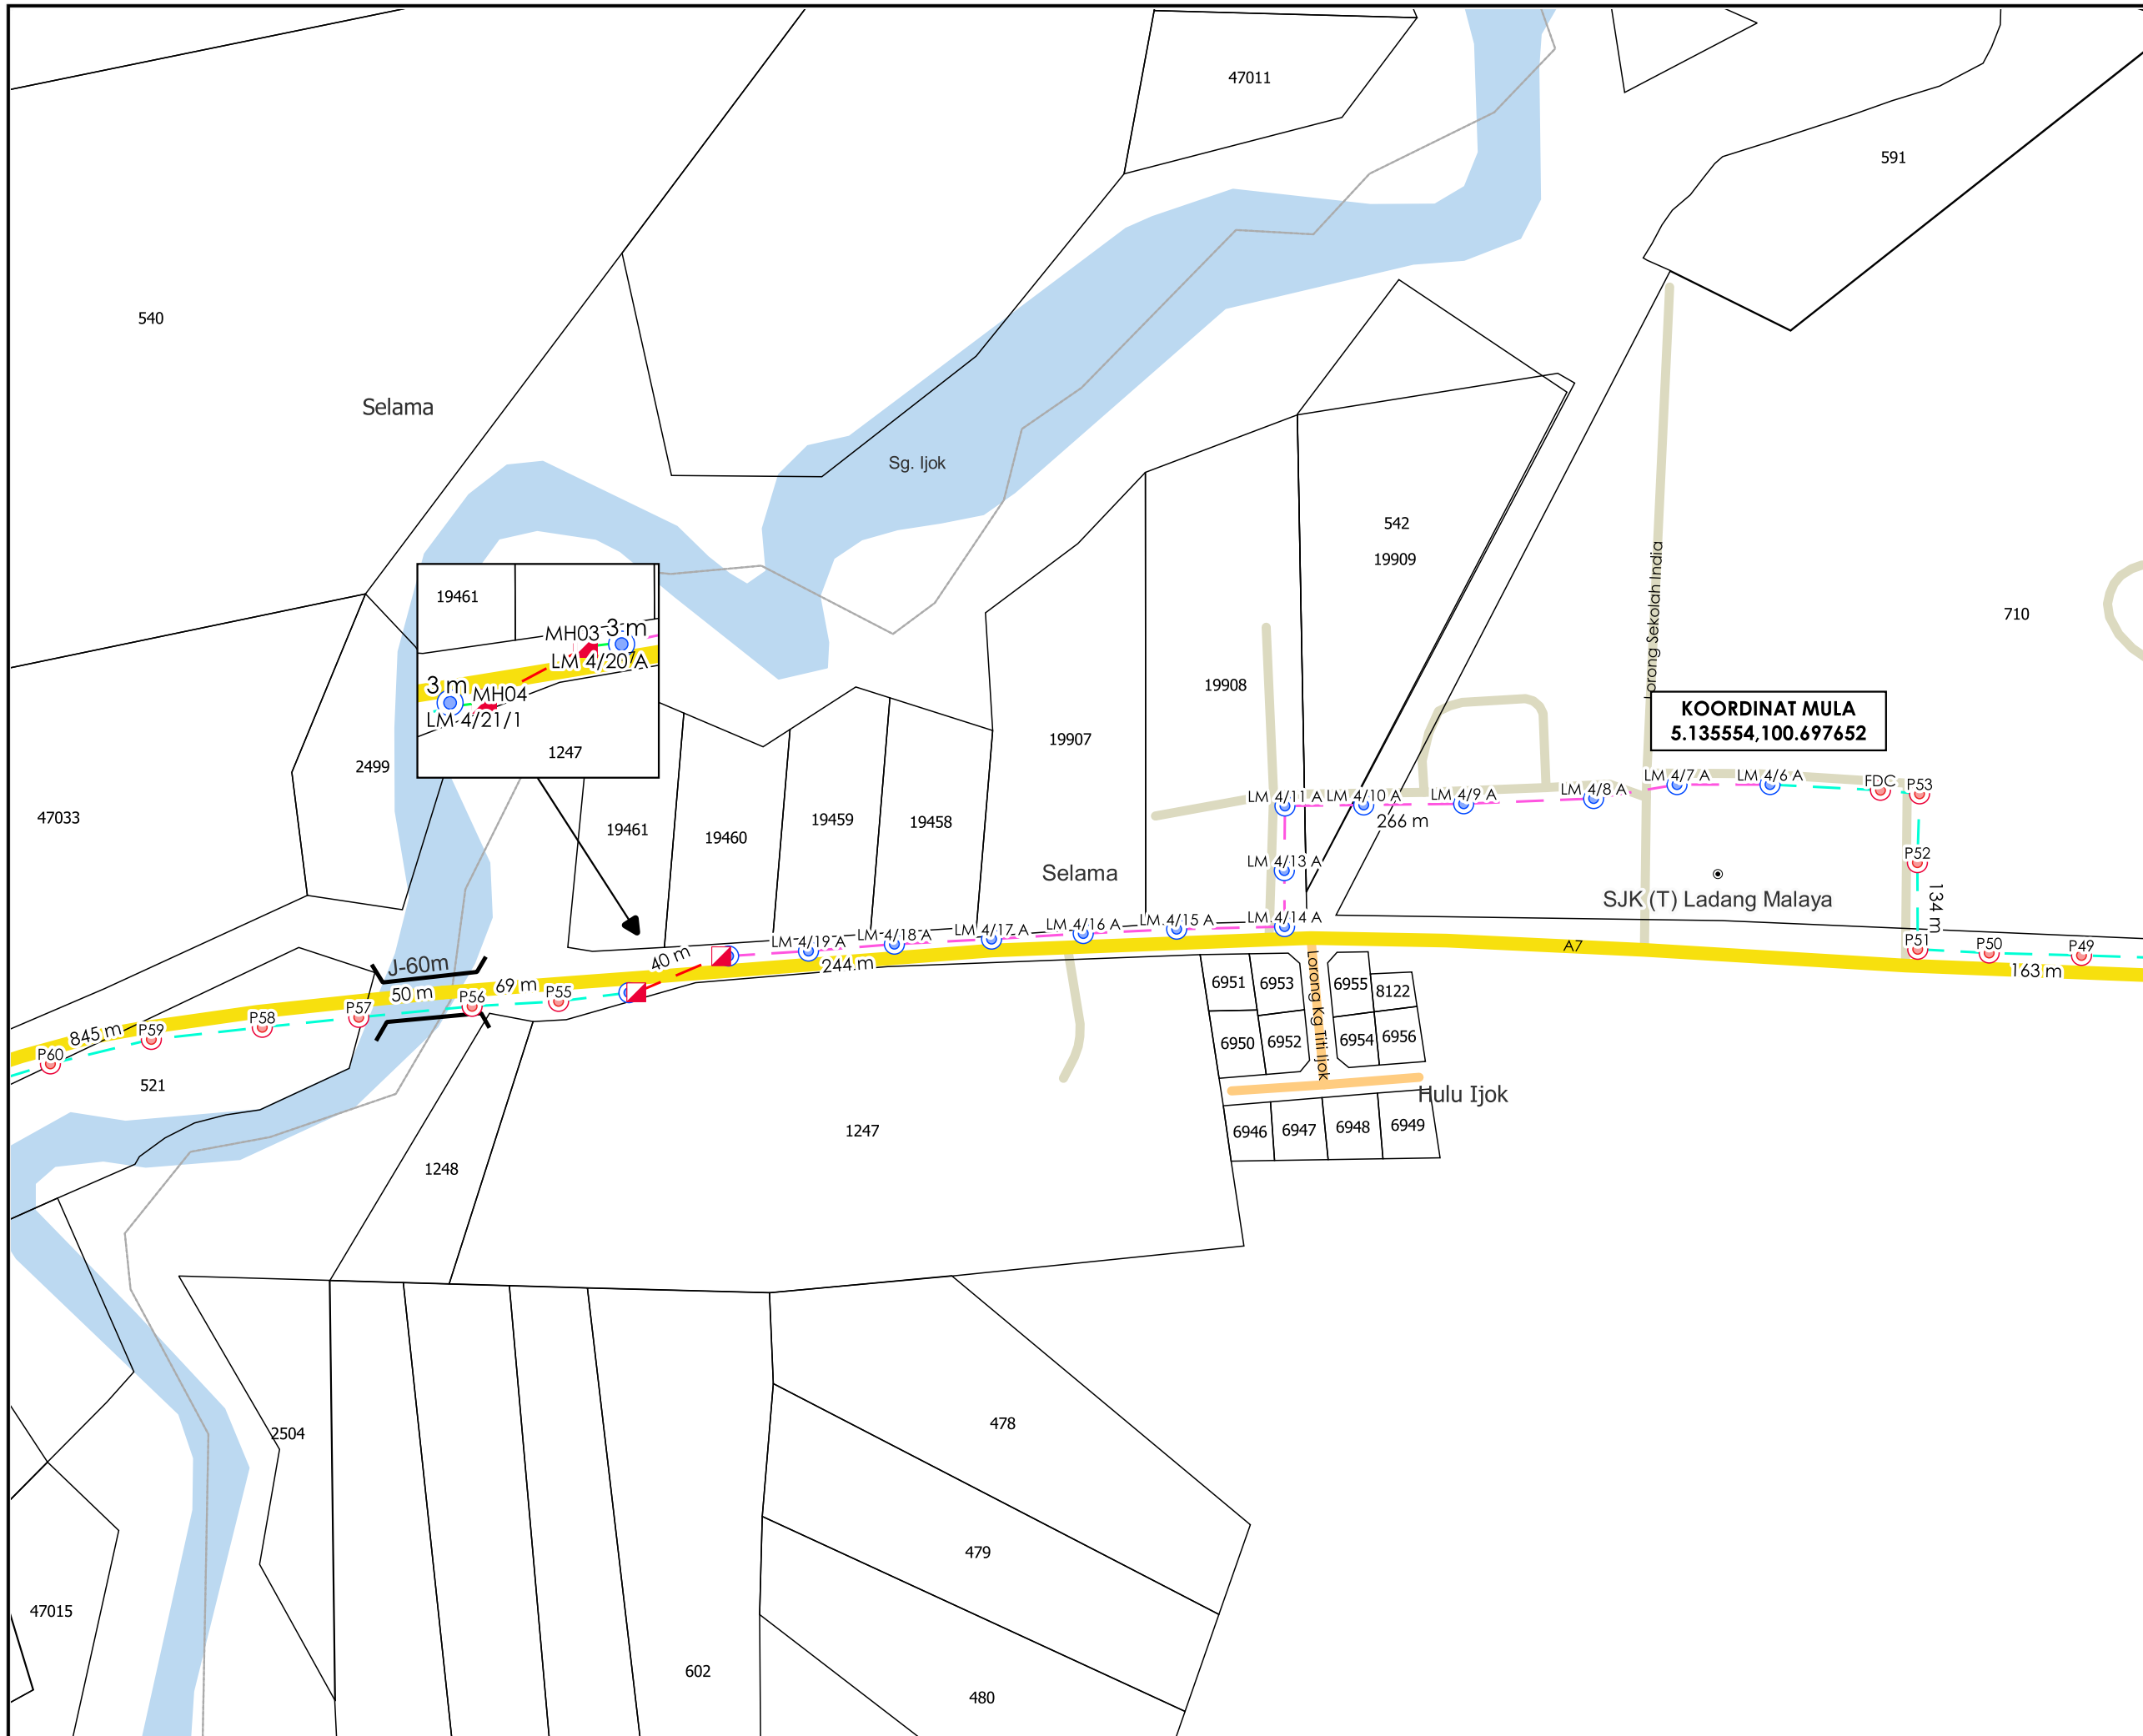 47011
591
540
Selama
Sg. Ijok
542
19909
19461
MH03
3 m
LM 4/20 A
3 m
MH04
LM 4/21/1
1247
Lorong Sekolah India
710
19908
KOORDINAT MULA
5.135554,100.697652
19907
2499
47033
19461
19460
19459
19458
LM 4/11 A
LM 4/10 A
LM 4/9 A
LM 4/8 A
LM 4/7 A
LM 4/6 A
FDC
P53
266 m
LM 4/13 A
P52
Selama
SJK (T) Ladang Malaya
134 m
LM 4/19 A
LM 4/18 A
LM 4/17 A
LM 4/16 A
LM 4/15 A
LM 4/14 A
A7
P51
P50
P49
163 m
J-60m
40 m
244 m
50 m
69 m
P55
P56
P57
P58
P59
845 m
P60
6951
6953
6955
8122
Lorong Kg Titi Ijok
6950
6952
6954
6956
521
Hulu Ijok
1247
6946
6947
6948
6949
1248
2504
478
479
47015
602
480